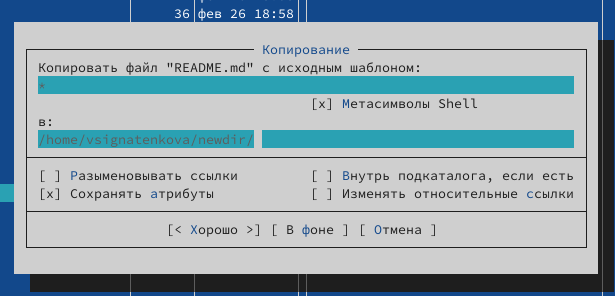 36 фев 26 18:58
Копирование
Копировать файл "README.md" с исходным шаблоном:
*
[x] Метасимволы Shell
в:
/home/vsignatenkova/newdir/
[ ] Разыменовывать ссылки
[ ] Внутрь подкаталога, если есть
[x] Сохранять атрибуты
[ ] Изменять относительные ссылки
[< Хорошо >] [ В фоне ] [ Отмена ]